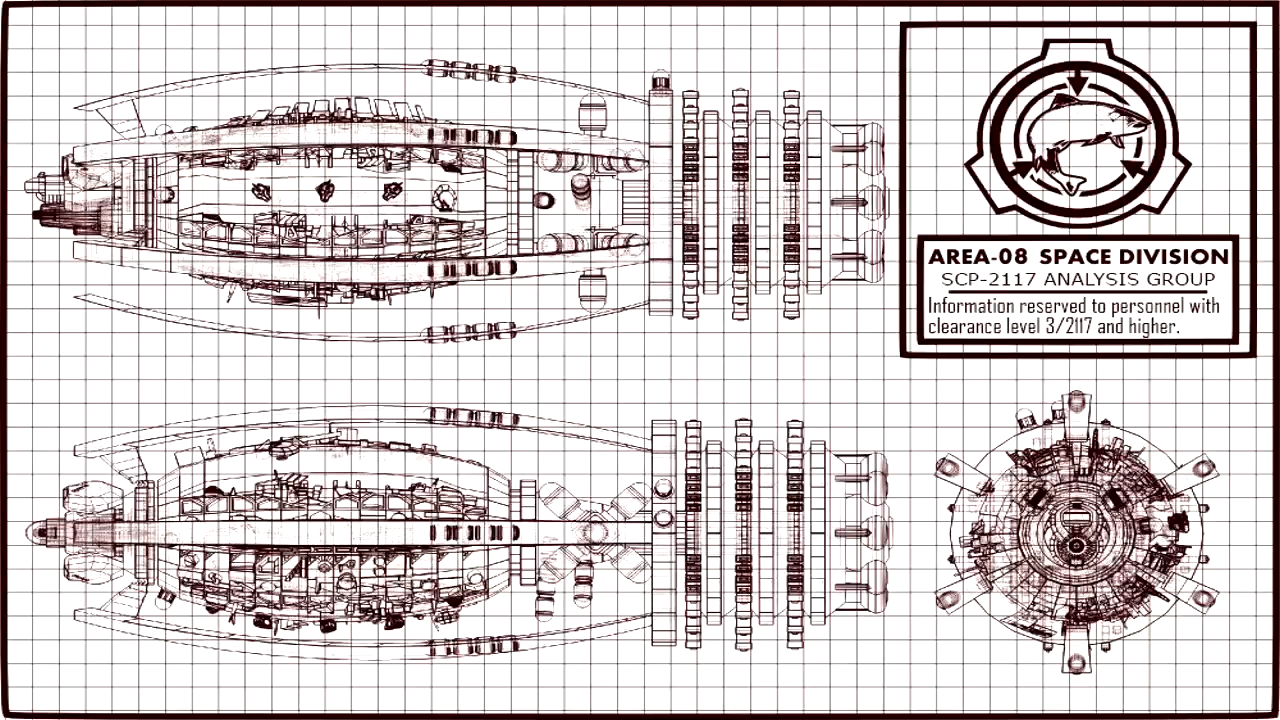 AREA-08 SPACE DIVISION
SCP-2117 ANALYSIS GROUP
Information reserved to personnel with
clearance level 3/2117 and higher.